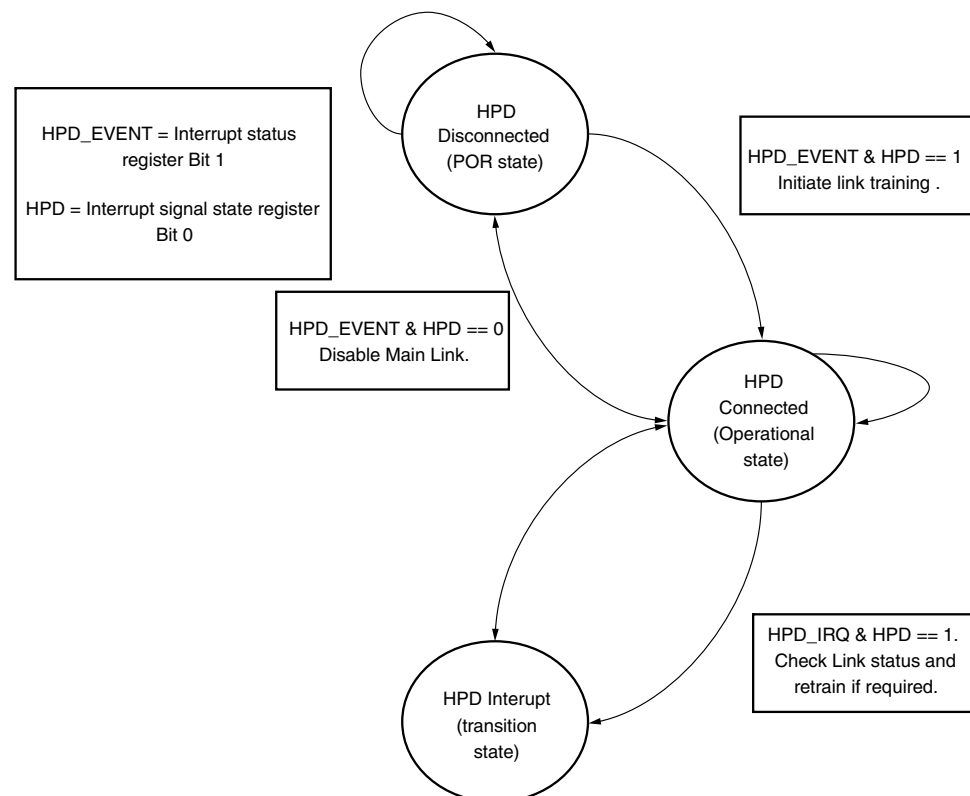 HPD
Disconnected
(POR state)
HPD_EVENT = Interrupt status
register Bit 1
HPD = Interrupt signal state register
Bit 0
HPD_EVENT & HPD == 1
Initiate link training .
HPD_EVENT & HPD == 0
Disable Main Link.
HPD
Connected
(Operational
state)
HPD_IRQ & HPD == 1.
Check Link status and
retrain if required.
HPD Interupt
(transition
state)